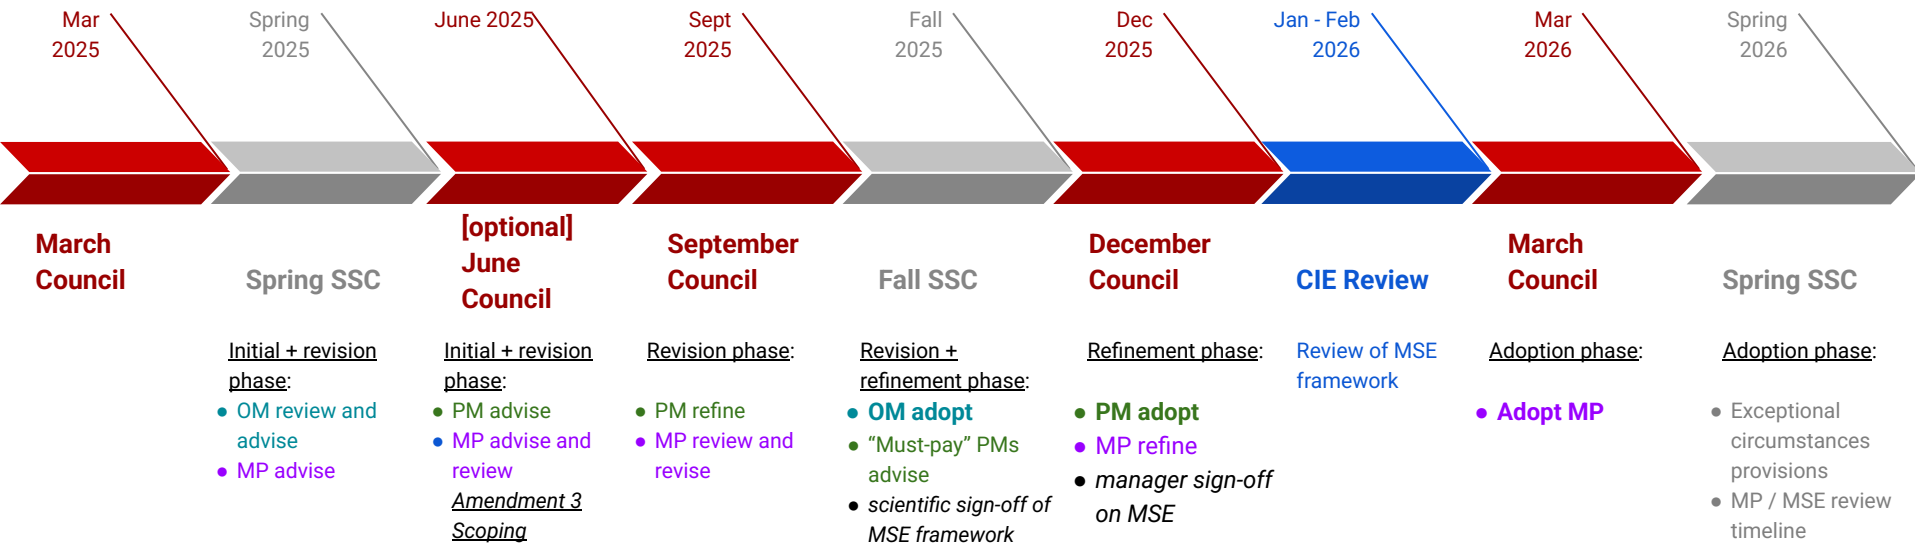 Mar
2025
Spring
2025
June 2025
Sept
2025
Fall
2025
Dec
2025
Jan - Feb
2026
Mar
2026
Spring
2026
March
Council
Spring SSC
[optional]
June
Council
September
Council
Fall SSC
December
Council
CIE Review
March
Council
Spring SSC
Initial + revision
phase:
● OM review and
advise
● MP advise
Initial + revision
phase:
● PM advise
● MP advise and
review
Amendment 3
Scoping
Revision phase:
● PM refine
● MP review and
revise
Revision +
refinement phase:
● OM adopt
● “Must-pay” PMs
advise
● scientific sign-off of
MSE framework
Refinement phase:
● PM adopt
● MP refine
● manager sign-off
on MSE
Review of MSE
framework
Adoption phase:
● Adopt MP
Adoption phase:
● Exceptional
circumstances
provisions
● MP / MSE review
timeline